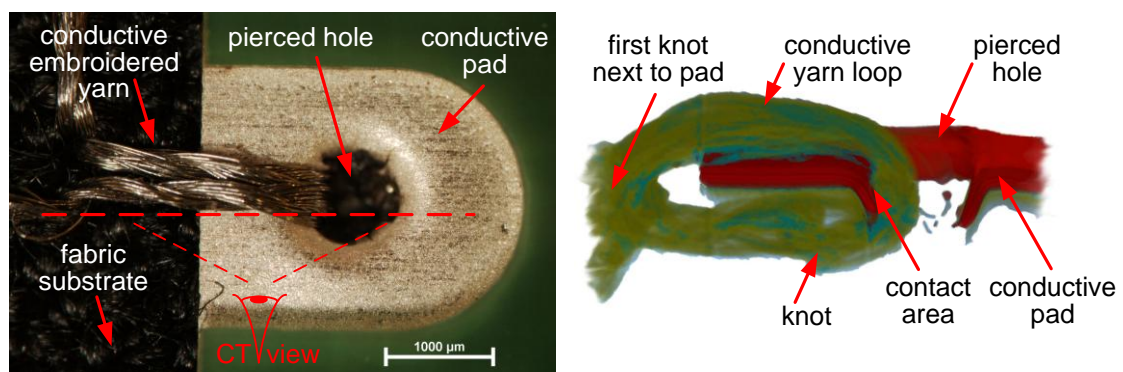 conductive
embroidered
yarn
pierced hole
conductive
pad
fabric
substrate
CT view
1000 µm
first knot
next to pad
conductive
yarn loop
pierced
hole
knot
contact
area
conductive
pad